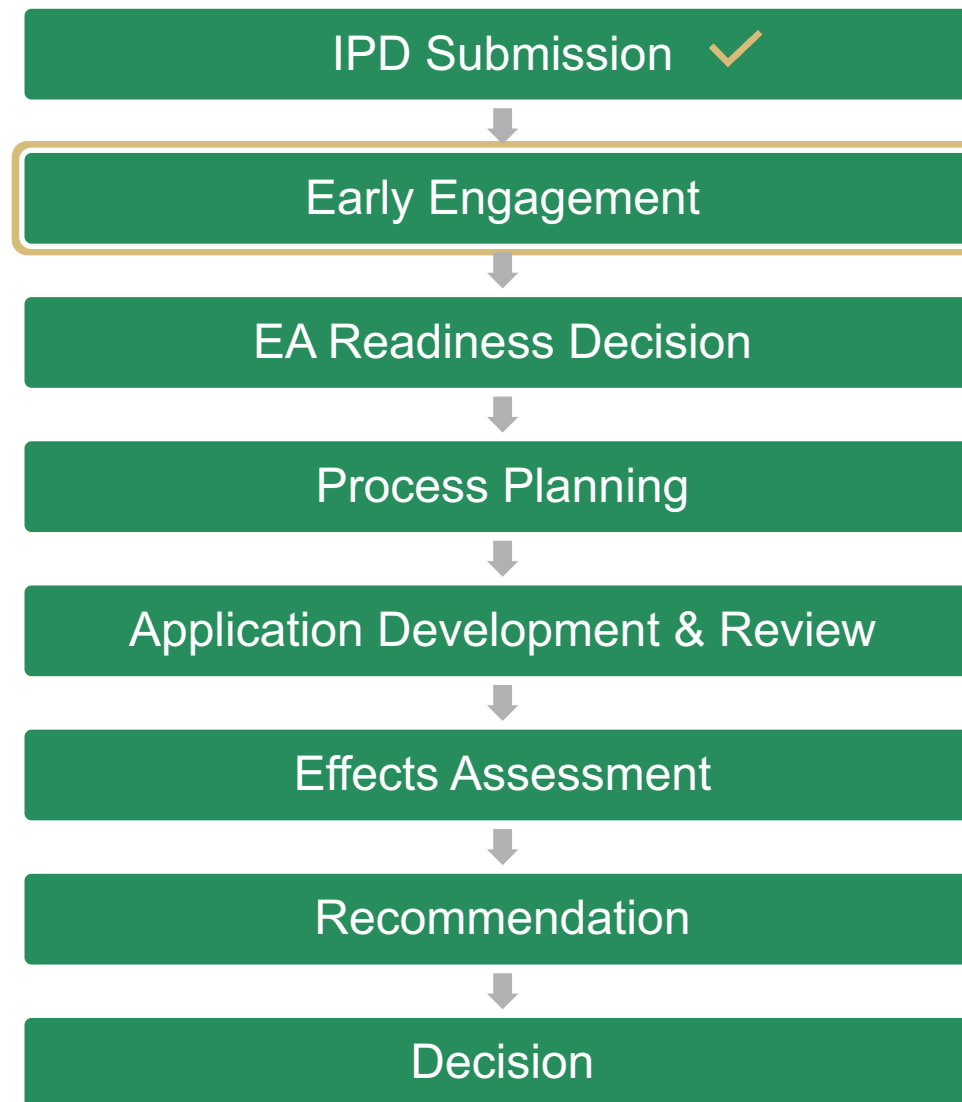 IPD Submission
Early Engagement
EA Readiness Decision
Process Planning
Application Development & Review
Effects Assessment
Recommendation
Decision